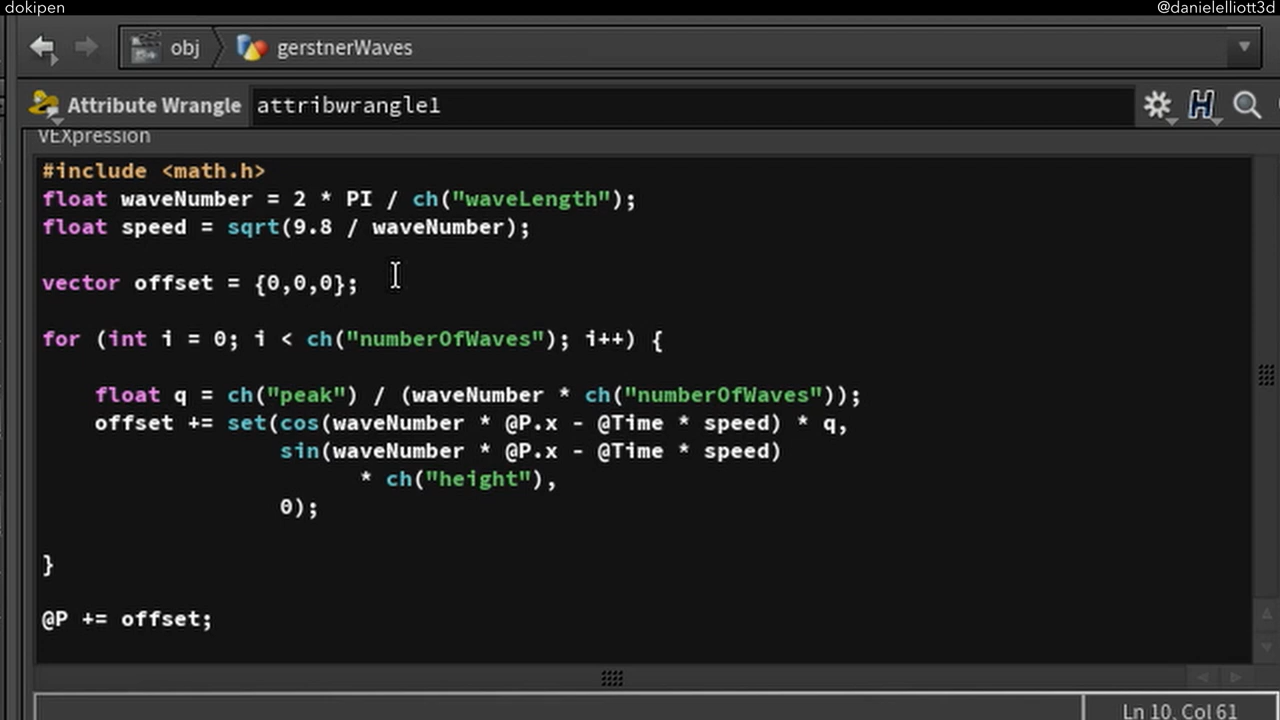 dokipen
@danielelliott3d
obj
gerstnerWaves
Attribute Wrangle
attribwrangle1
VEXpression
#include <math.h>
float waveNumber = 2 * PI / ch("waveLength");
float speed = sqrt(9.8 / waveNumber);
vector offset = {0,0,0};
for (int i = 0; i < ch("numberOfWaves"); i++) {
float q = ch("peak") / (waveNumber * ch("numberOfWaves"));
offset += set(cos(waveNumber * @P.x - @Time * speed) * q,
sin(waveNumber * @P.x - @Time * speed)
* ch("height"),
0);
}
@P += offset;
Ln 10, Col 61